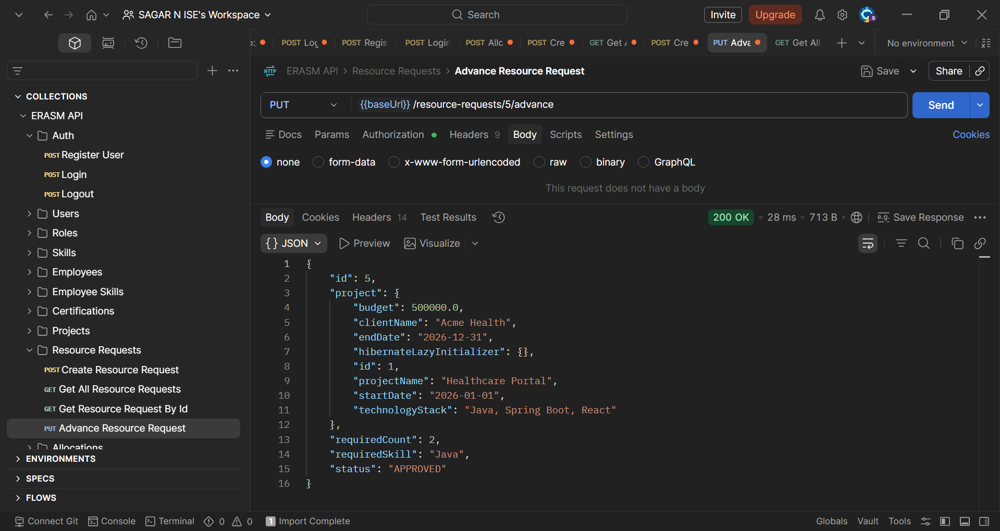 SAGAR N ISE's Workspace
Search
Invite
Upgrade
POST Log
POST Regis
POST Login
POST Allc
POST Cre
GET Get
POST Cre
PUT Adva
GET Get All
No environment
ERASM API > Resource Requests > Advance Resource Request
Save
Share
COLLECTIONS
ERASM API
Auth
POST Register User
POST Login
POST Logout
Users
Roles
Skills
Employees
Employee Skills
Certifications
Projects
Resource Requests
POST Create Resource Request
GET Get All Resource Requests
GET Get Resource Request By Id
PUT Advance Resource Request
Allocations
ENVIRONMENTS
SPECS
FLOWS
PUT
{{baseUrl}} /resource-requests/5/advance
Send
Docs Params Authorization Headers 9 Body Scripts Settings
Cookies
none form-data x-www-form-urlencoded raw binary GraphQL
This request does not have a body
Body Cookies Headers 14 Test Results
200 OK • 28 ms • 713 B
e.g. Save Response
{} JSON Preview Visualize
1 {
2 "id": 5,
3 "project": {
4 "budget": 500000.0,
5 "clientName": "Acme Health",
6 "endDate": "2026-12-31",
7 "hibernateLazyInitializer": {},
8 "id": 1,
9 "projectName": "Healthcare Portal",
10 "startDate": "2026-01-01",
11 "technologyStack": "Java, Spring Boot, React"
12 },
13 "requiredCount": 2,
14 "requiredSkill": "Java",
15 "status": "APPROVED"
16 }
Connect Git Console Terminal 0 0 1 Import Complete
Globals Vault Tools